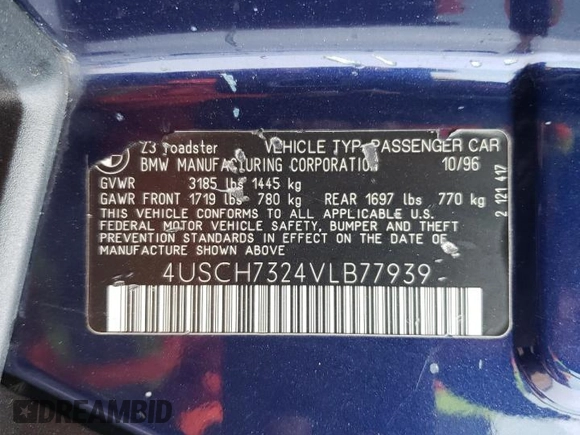 Z3 roadster VEHICLE TYP-PASSENGER CAR
BMW MANUFACTURING CORPORATION 10/96
GVWR 3185 lbs 1445 kg
GAWR FRONT 1719 lbs 780 kg REAR 1697 lbs 770 kg
THIS VEHICLE CONFORMS TO ALL APPLICABLE U.S.
FEDERAL MOTOR VEHICLE SAFETY, BUMPER AND THEFT
PREVENTION STANDARDS IN EFFECT ON THE DATE OF
MANUFACTURE SHOWN ABOVE.
4USCH7324VLB77939
2 121 417
DREAMBID